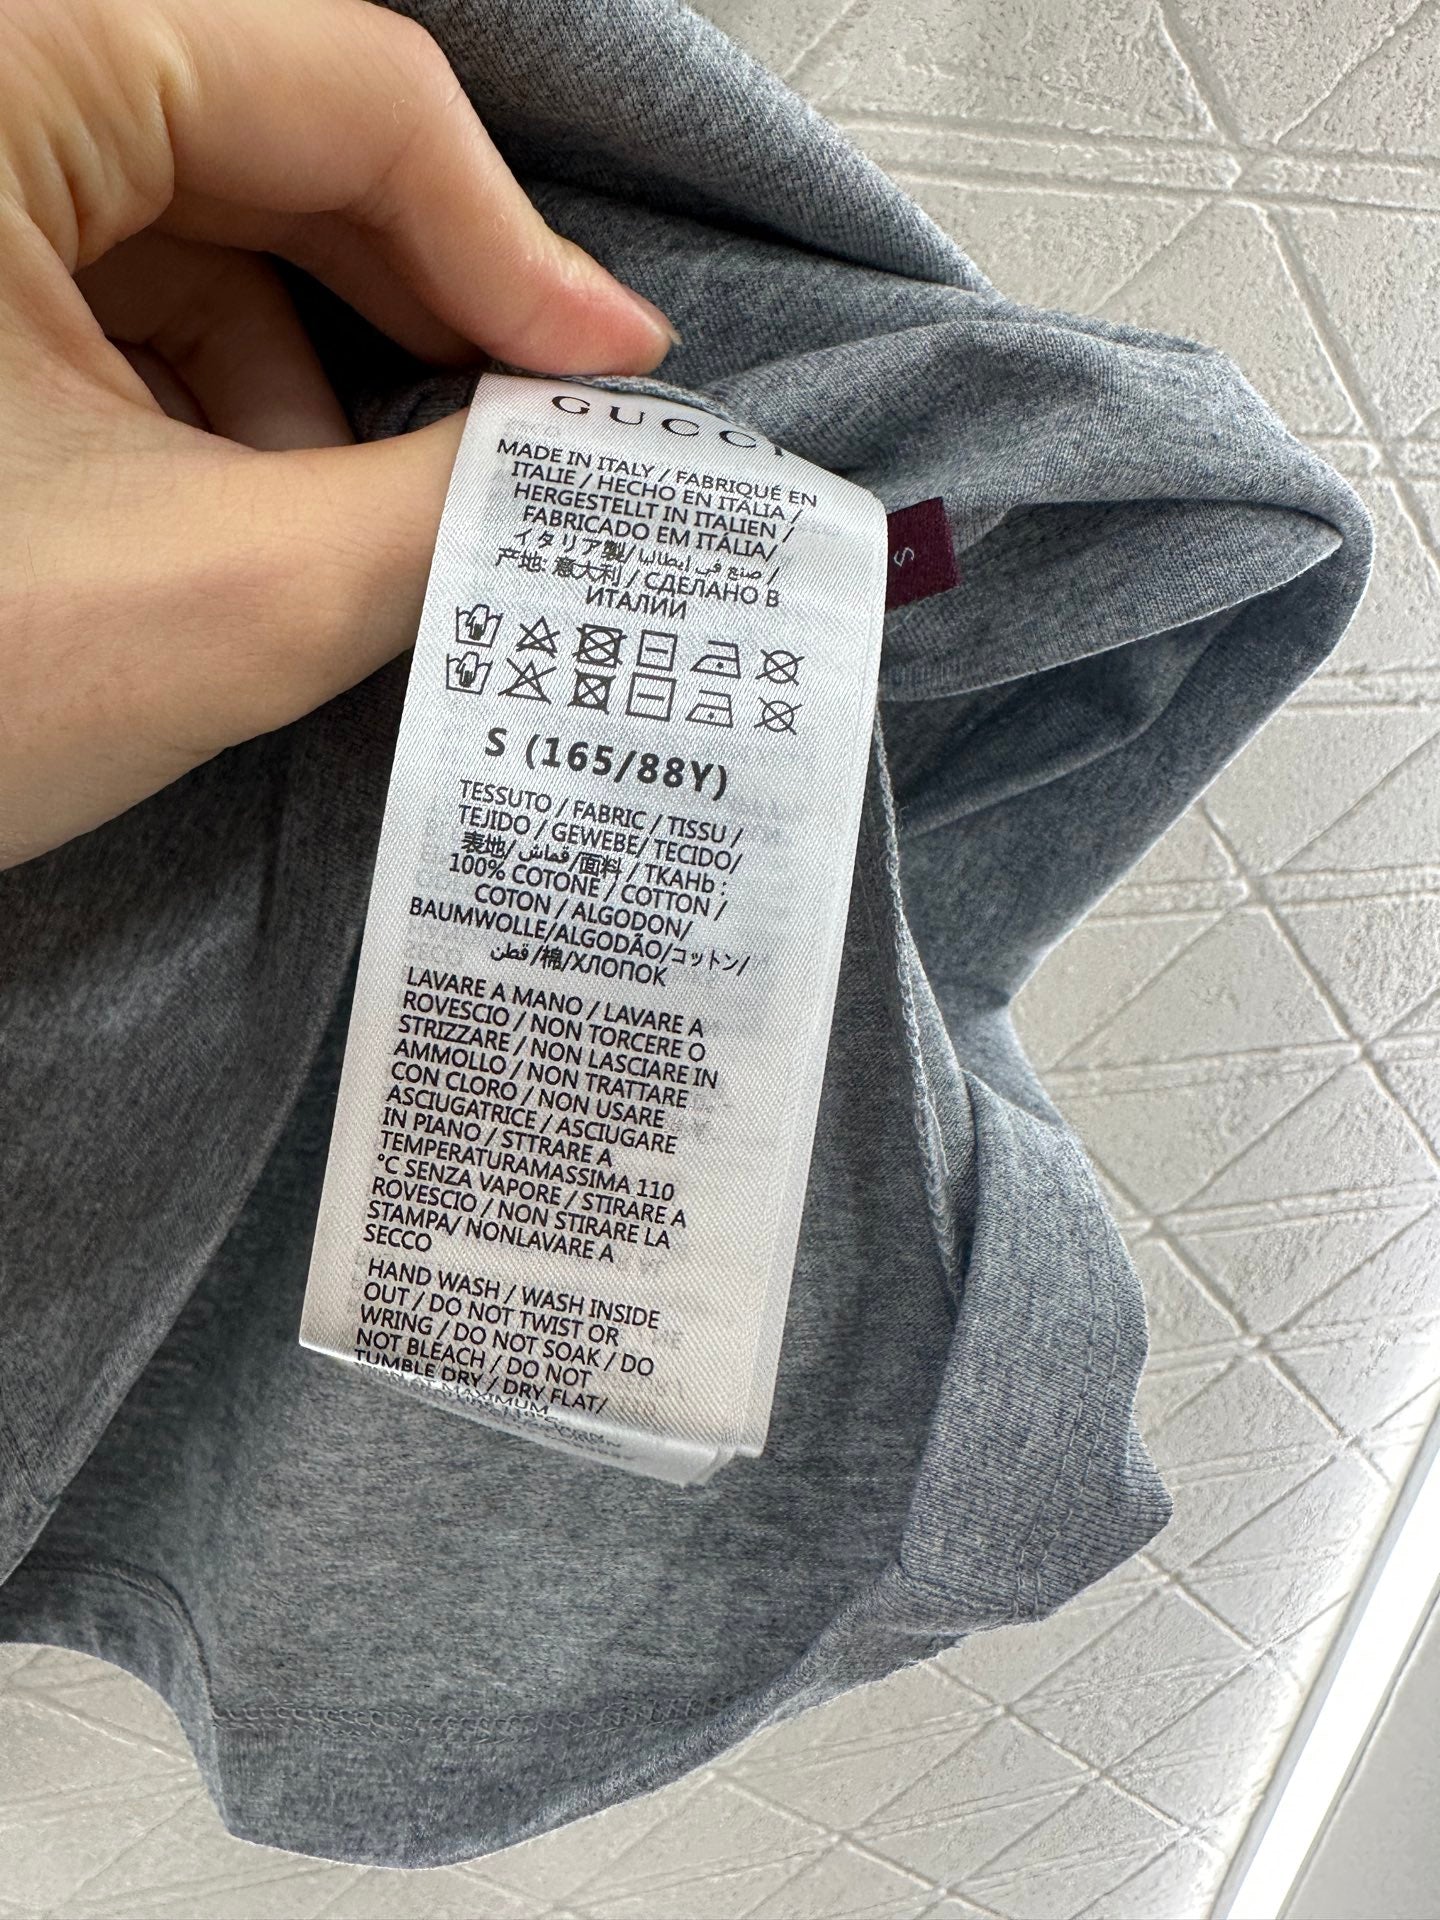 GUCCI
MADE IN ITALY / FABRIQUÉ EN
ITALIE / HECHO EN ITALIA /
HERGESTELLT IN ITALIEN /
FABRICADO EM ITÁLIA/
イタリア製/ صنع في إيطاليا /
产地: 意大利 / СДЕЛАНО В
ИТАЛИИ
S
S (165/88Y)
TESSUTO / FABRIC / TISSU /
TEJIDO / GEWEBE/ TECIDO/
表地/ قماش /面料 / TKAHb :
100% COTONE / COTTON /
COTON / ALGODON/
BAUMWOLLE/ALGODÃO/コットン/
قطن /棉/ХЛОПОК
LAVARE A MANO / LAVARE A
ROVESCIO / NON TORCERE O
STRIZZARE / NON LASCIARE IN
AMMOLLO / NON TRATTARE
CON CLORO / NON USARE
ASCIUGATRICE / ASCIUGARE
IN PIANO / STTRARE A
TEMPERATURAMASSIMA 110
°C SENZA VAPORE / STIRARE A
ROVESCIO / NON STIRARE LA
STAMPA/ NONLAVARE A
SECCO
HAND WASH / WASH INSIDE
OUT / DO NOT TWIST OR
WRING / DO NOT SOAK / DO
NOT BLEACH / DO NOT
TUMBLE DRY / DRY FLAT/
MAXIMUM